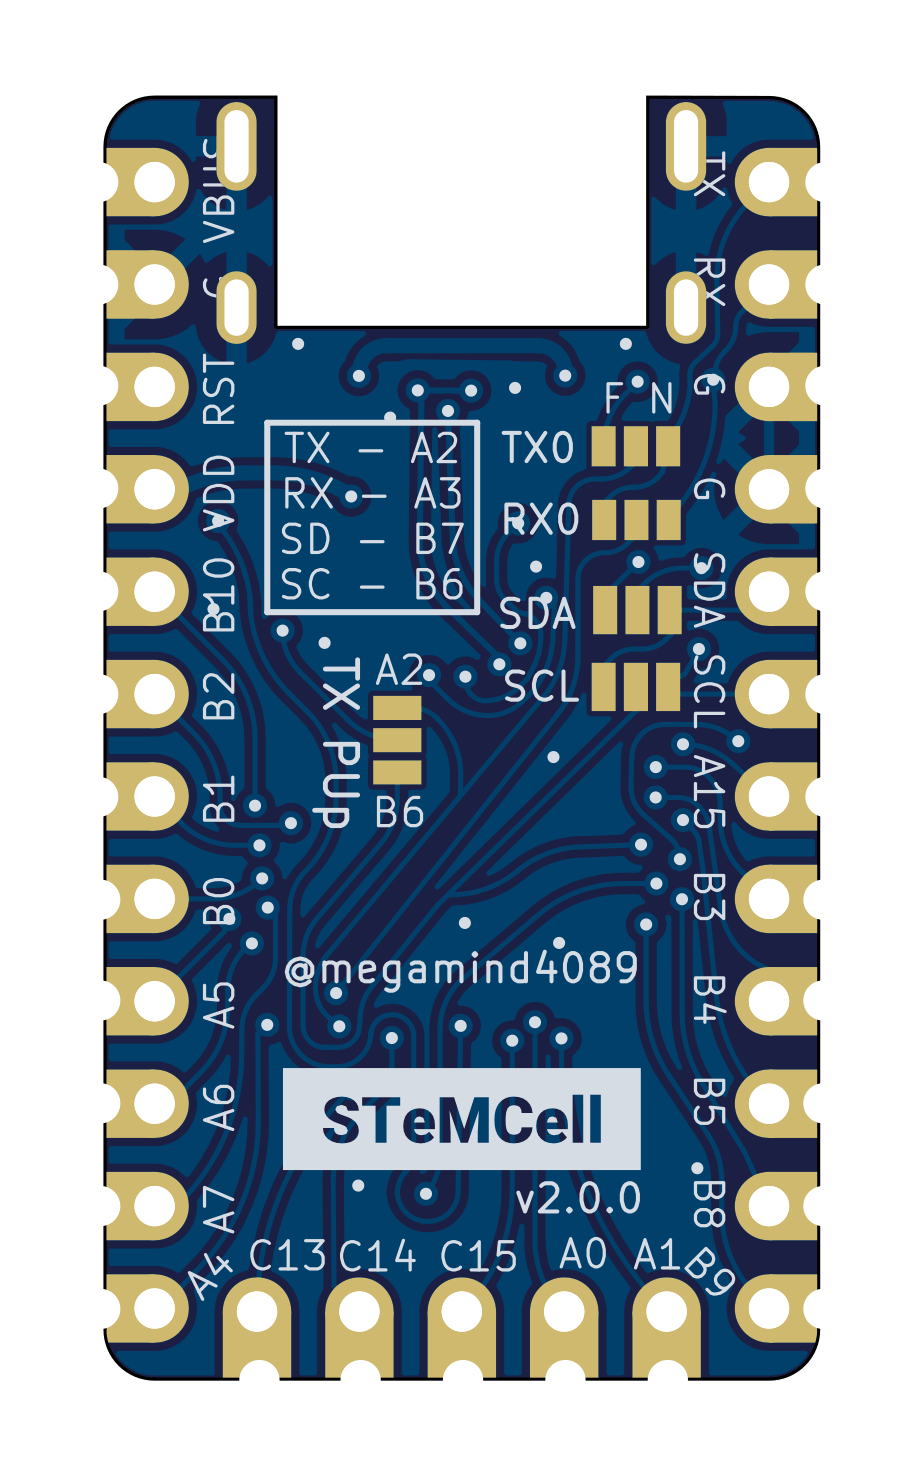 VBUS
G
RST
VDD
B10
B2
B1
B0
A5
A6
A7
A4
TX - A2
RX - A3
SD - B7
SC - B6
F N
TX0
RX0
SDA
SCL
TX PUp
A2
B6
@megamind4089
STeMCell
v2.0.0
C13 C14 C15 A0 A1
TX
RX
G
G
SDA
SCL
A15
B3
B4
B5
B8
B9